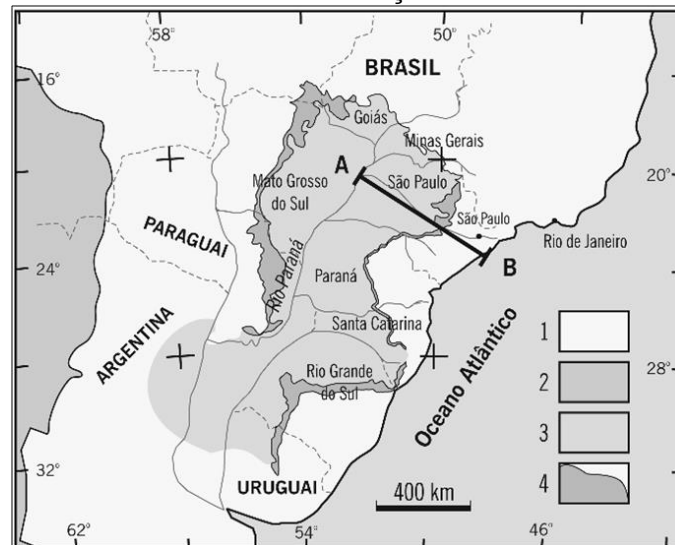 58°
50°
BRASIL
16°
Goiás
Minas Gerais
A
Mato Grosso
do Sul
São Paulo
20°
São Paulo
PARAGUAI
Rio de Janeiro
B
24°
Rio Paraná
Paraná
ARGENTINA
Santa Catarina
Oceano Atlântico
1
2
Rio Grande
do Sul
28°
3
32°
URUGUAI
400 km
4
62°
54°
46°